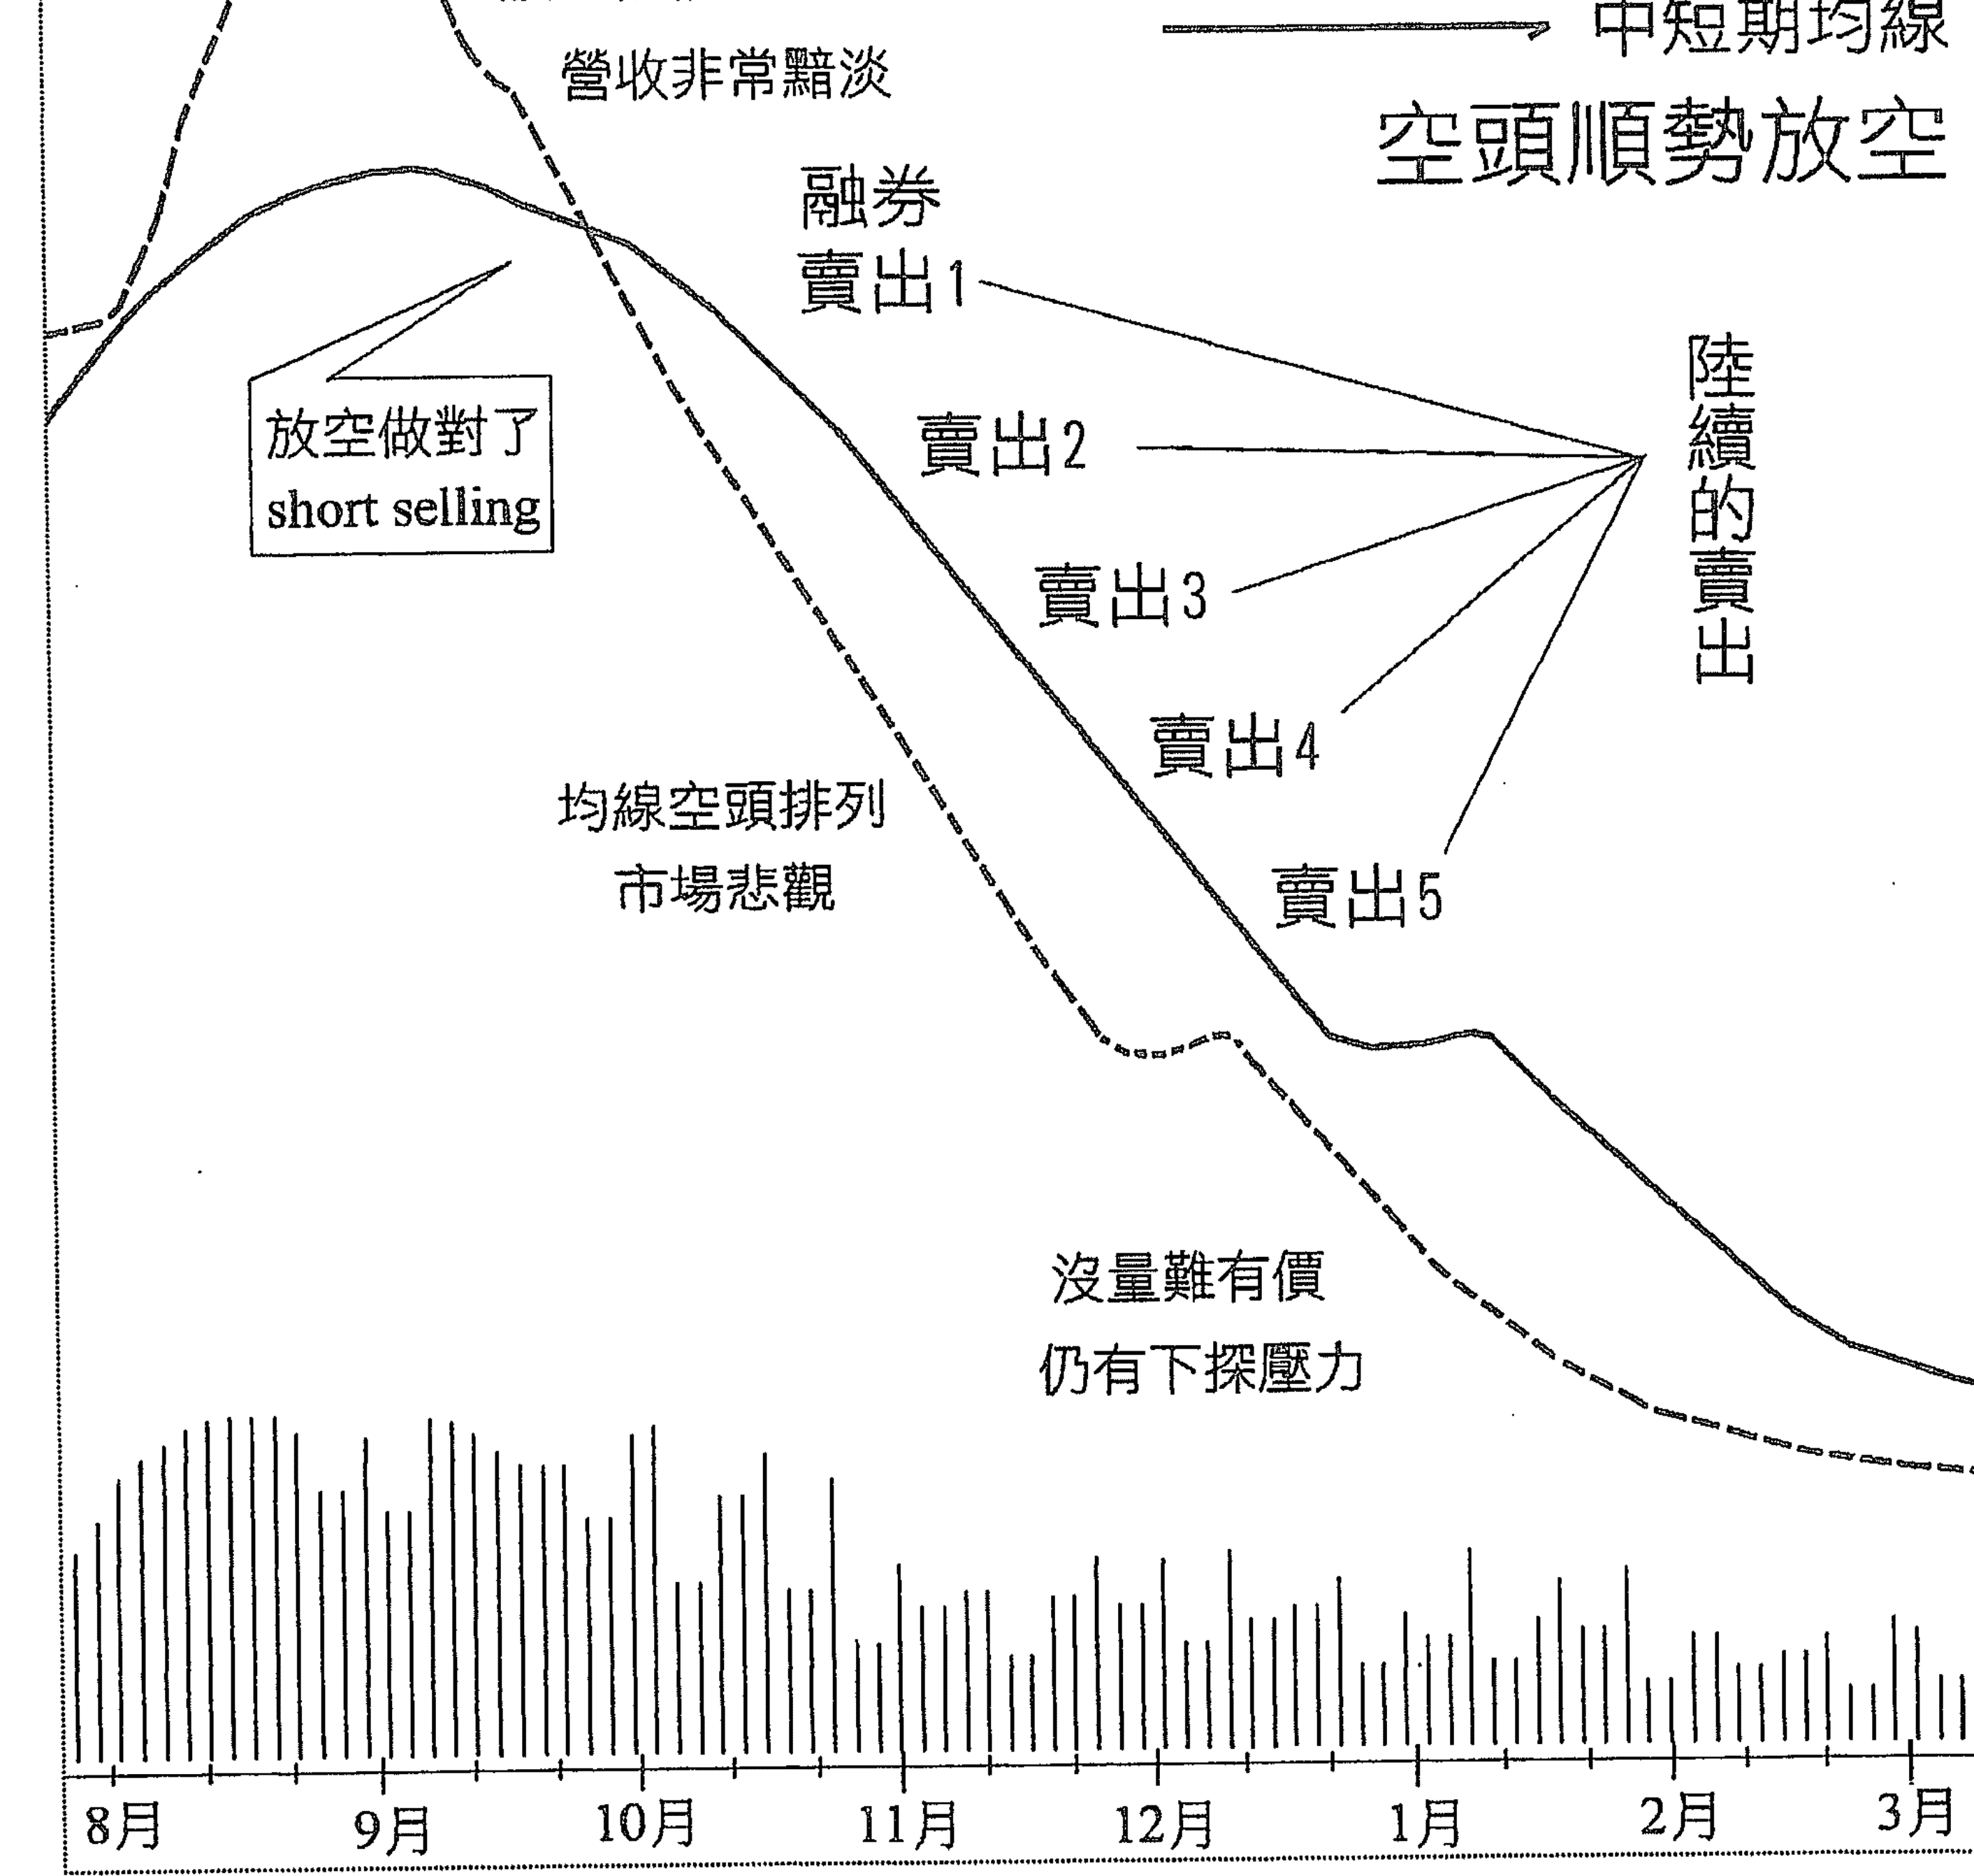 中短期均線
營收非常黯淡
空頭順勢放空
融券
賣出1
放空做對了
short selling
賣出2
賣出3
賣出4
賣出5
陸續的賣出
均線空頭排列
市場悲觀
沒量難有價
仍有下探壓力
8月 9月 10月 11月 12月 1月 2月 3月